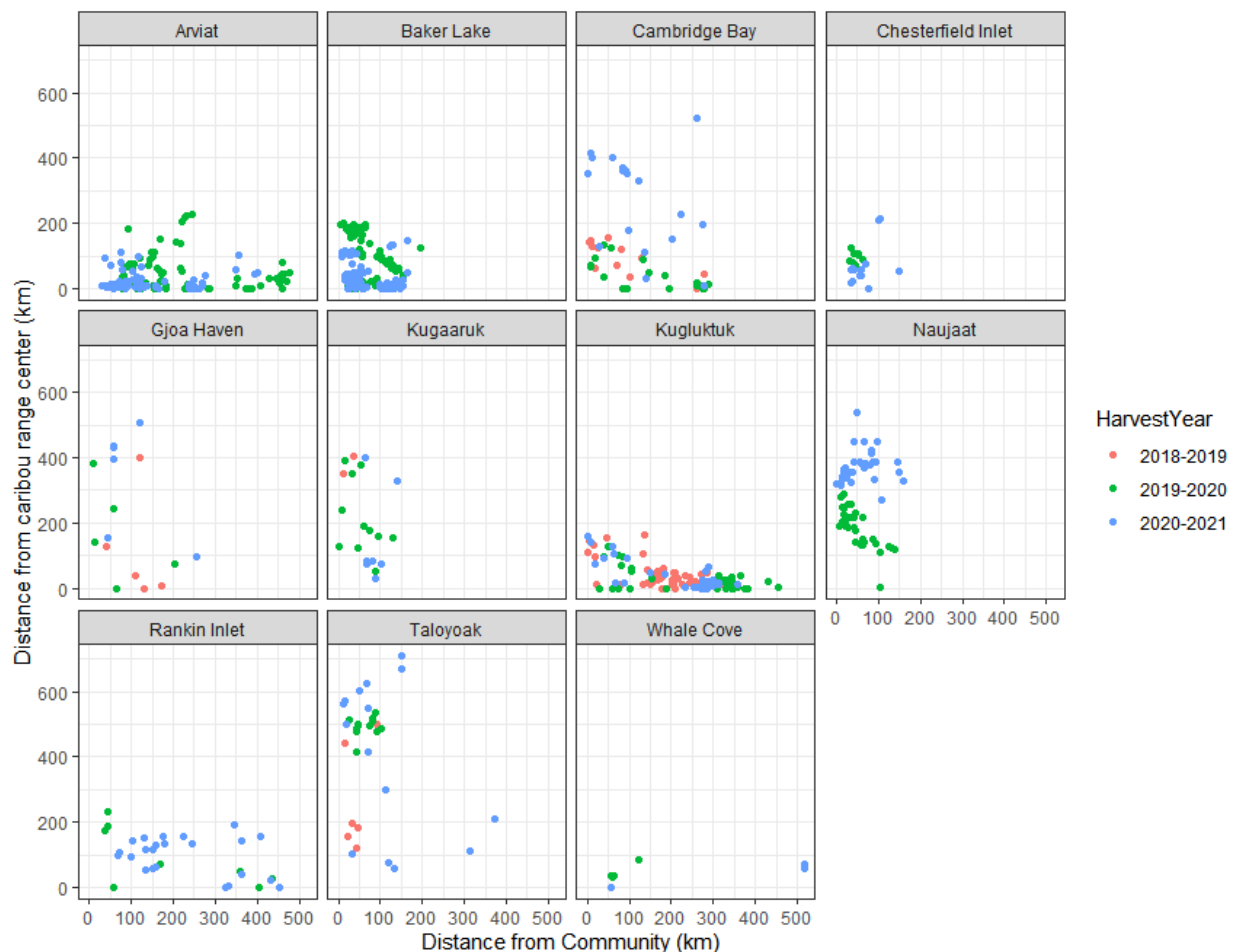 Arviat Baker Lake Cambridge Bay Chesterfield Inlet
600
400
200
0
Gjoa Haven Kugaaruk Kugluktuk Naujaat
600
400
200
0
0 100 200 300 400 500
Rankin Inlet Taloyoak Whale Cove
600
400
200
0
0 100 200 300 400 500 0 100 200 300 400 500 0 100 200 300 400 500
Distance from Community (km)
Distance from caribou range center (km)
HarvestYear
2018-2019
2019-2020
2020-2021